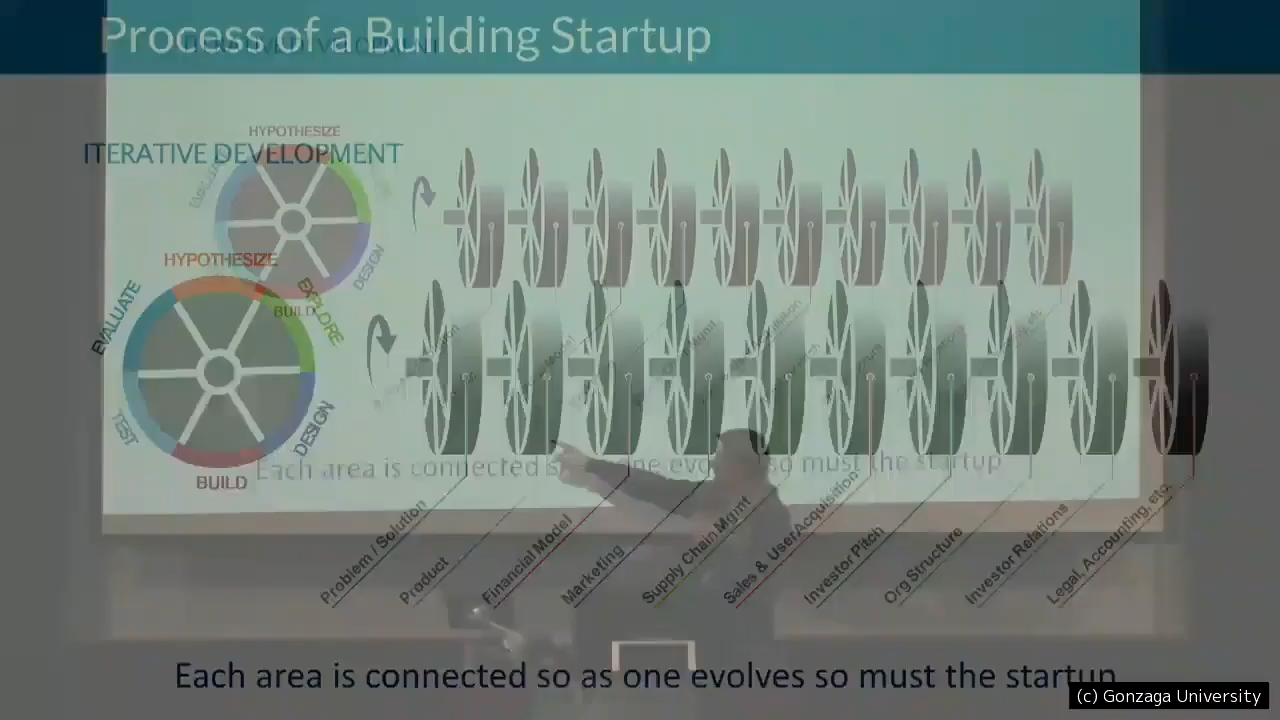 Process of a Building Startup
ITERATIVE DEVELOPMENT
HYPOTHESIZE
DESIGN
BUILD
HYPOTHESIZE
EXPLORE
DESIGN
BUILD
TEST
EVALUATE
Each area is connected so as one evolves so must the startup
Problem / Solution
Product
Financial Model
Marketing
Supply Chain Mgmt
Sales & User Acquisition
Investor Pitch
Org Structure
Investor Relations
Legal, Accounting, etc.
Each area is connected so as one evolves so must the startup
(c) Gonzaga University